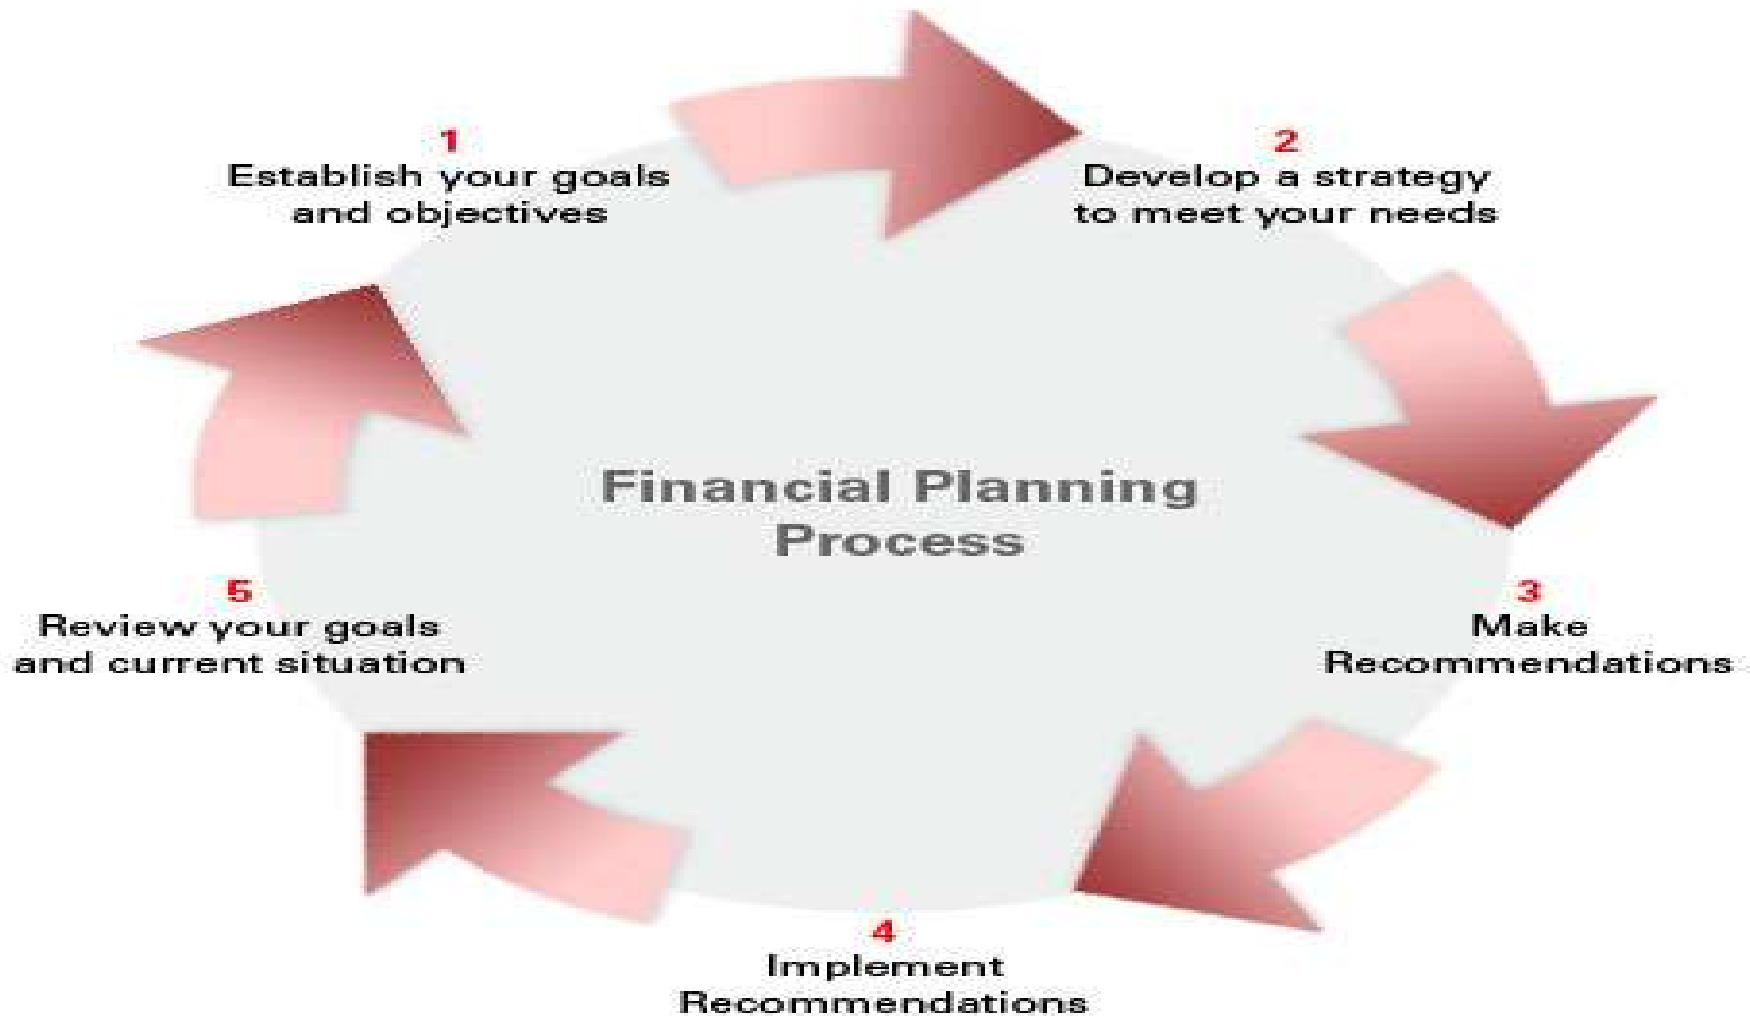 1
Establish your goals
and objectives
2
Develop a strategy
to meet your needs
Financial Planning
Process
3
Make
Recommendations
4
Implement
Recommendations
5
Review your goals
and current situation